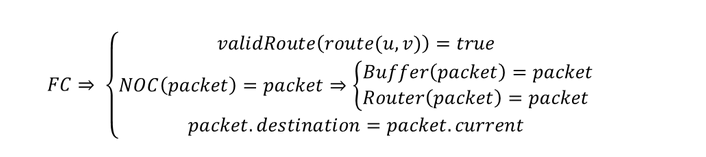 validRoute(route(u, v)) = true
FC ⇒ { NOC(packet) = packet ⇒ { Buffer(packet) = packet
Router(packet) = packet
packet.destination = packet.current